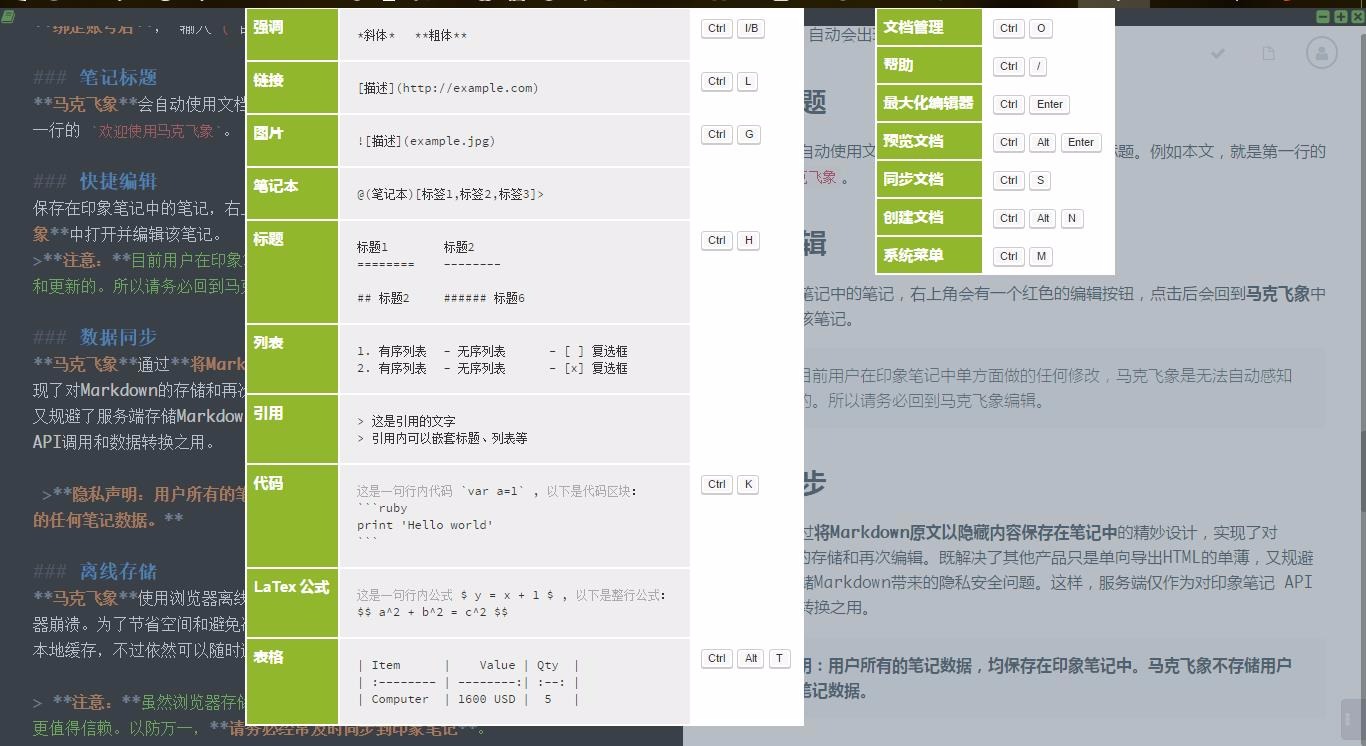 强调
*斜体*   **粗体**
Ctrl I/B
链接
[描述](http://example.com)
Ctrl L
图片
![描述](example.jpg)
Ctrl G
笔记本
@(笔记本)[标签1,标签2,标签3]>
标题
标题1        标题2
========    --------
## 标题2     ###### 标题6
Ctrl H
列表
1. 有序列表  - 无序列表      - [ ] 复选框
2. 有序列表  - 无序列表      - [x] 复选框
引用
> 这是引用的文字
> 引用内可以嵌套标题、列表等
代码
这是一句行内代码 `var a=1` , 以下是代码区块:
```ruby
print 'Hello world'
```
Ctrl K
LaTex 公式
这是一句行内公式 $ y = x + 1 $ , 以下是整行公式:
$$ a^2 + b^2 = c^2 $$
表格
| Item      |    Value | Qty  |
| :-------- | --------:| :--: |
| Computer  | 1600 USD |  5   |
Ctrl Alt T
文档管理 Ctrl O
帮助 Ctrl /
最大化编辑器 Ctrl Enter
预览文档 Ctrl Alt Enter
同步文档 Ctrl S
创建文档 Ctrl Alt N
系统菜单 Ctrl M
**绑定账号后**， 输入
### 笔记标题
**马克飞象**会自动使用文档
一行的 `欢迎使用马克飞象`。
### 快捷编辑
保存在印象笔记中的笔记，右上
象**中打开并编辑该笔记。
>**注意：**目前用户在印象
和更新的。所以请务必回到马克
### 数据同步
**马克飞象**通过**将Mark
现了对Markdown的存储和再次
又规避了服务端存储Markdow
API调用和数据转换之用。
>**隐私声明：用户所有的笔
的任何笔记数据。**
### 离线存储
**马克飞象**使用浏览器离线
器崩溃。为了节省空间和避免
本地缓存，不过依然可以随时
> **注意：**虽然浏览器存储
更值得信赖。以防万一，**请务必经常及时同步到印象笔记**。
自动会出
题
自动使用文
标题。例如本文，就是第一行的
飞象 。
辑
笔记中的笔记，右上角会有一个红色的编辑按钮，点击后会回到马克飞象中
该笔记。
目前用户在印象笔记中单方面做的任何修改，马克飞象是无法自动感知
的。所以请务必回到马克飞象编辑。
步
过将Markdown原文以隐藏内容保存在笔记中的精妙设计，实现了对
的存储和再次编辑。既解决了其他产品只是单向导出HTML的单薄，又规避
储Markdown带来的隐私安全问题。这样，服务端仅作为对印象笔记 API
转换之用。
明：用户所有的笔记数据，均保存在印象笔记中。马克飞象不存储用户
笔记数据。